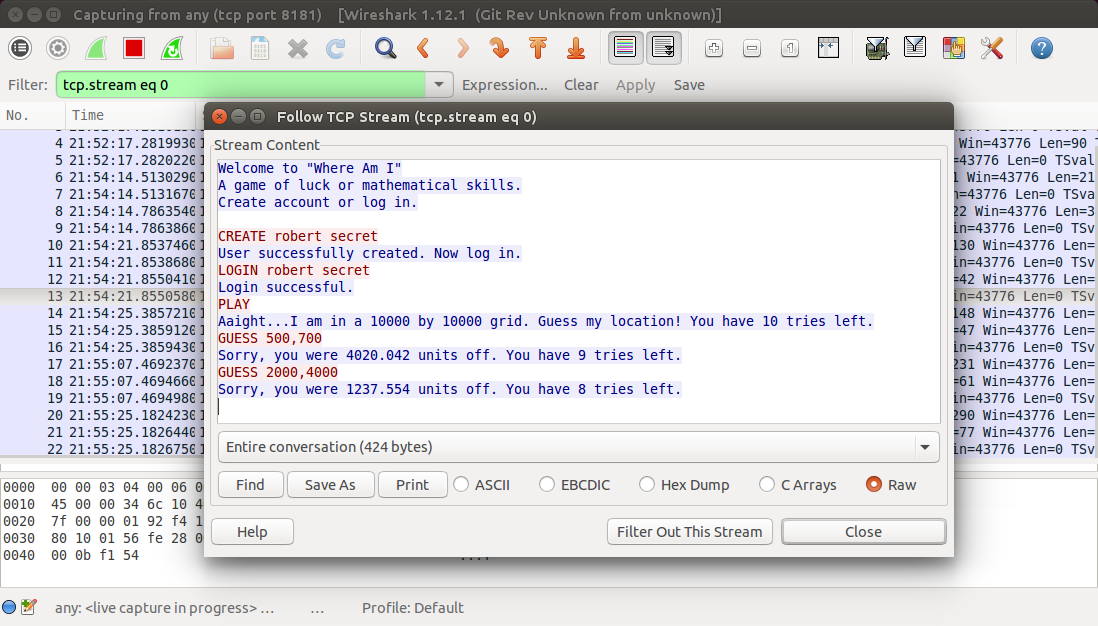 Capturing from any (tcp port 8181) [Wireshark 1.12.1 (Git Rev Unknown from unknown)]
Filter: tcp.stream eq 0 Expression... Clear Apply Save
No. Time
Follow TCP Stream (tcp.stream eq 0)
Stream Content
Welcome to "Where Am I"
A game of luck or mathematical skills.
Create account or log in.
CREATE robert secret
User successfully created. Now log in.
LOGIN robert secret
Login successful.
PLAY
Aaight...I am in a 10000 by 10000 grid. Guess my location! You have 10 tries left.
GUESS 500,700
Sorry, you were 4020.042 units off. You have 9 tries left.
GUESS 2000,4000
Sorry, you were 1237.554 units off. You have 8 tries left.
Entire conversation (424 bytes)
Find Save As Print ASCII EBCDIC Hex Dump C Arrays Raw
Help Filter Out This Stream Close
4 21:52:17.2819930 Win=43776 Len=90
5 21:52:17.2820220 =43776 Len=0 TSval
6 21:54:14.5130290 Win=43776 Len=21
7 21:54:14.5131670 =43776 Len=0 TSval
8 21:54:14.7863540 22 Win=43776 Len=3
9 21:54:14.7863860 in=43776 Len=0 TSv
10 21:54:21.8537460 130 Win=43776 Len=
11 21:54:21.8538680 in=43776 Len=0 TSv
12 21:54:21.8550410 =42 Win=43776 Len=
13 21:54:21.8550580 in=43776 Len=0 TSv
14 21:54:25.3857210 148 Win=43776 Len=
15 21:54:25.3859120 =47 Win=43776 Len=
16 21:54:25.3859430 in=43776 Len=0 TSv
17 21:55:07.4692370 231 Win=43776 Len=
18 21:55:07.4694660 =61 Win=43776 Len=
19 21:55:07.4694980 in=43776 Len=0 TSv
20 21:55:25.1824230 290 Win=43776 Len=
21 21:55:25.1826440 =77 Win=43776 Len=
22 21:55:25.1826750 in=43776 Len=0 TSv
0000 00 00 03 04 00 06 0
0010 45 00 00 34 6c 10 4
0020 7f 00 00 01 92 f4 1
0030 80 10 01 56 fe 28 0
0040 00 0b f1 54 ....
any: <live capture in progress> ... ... Profile: Default